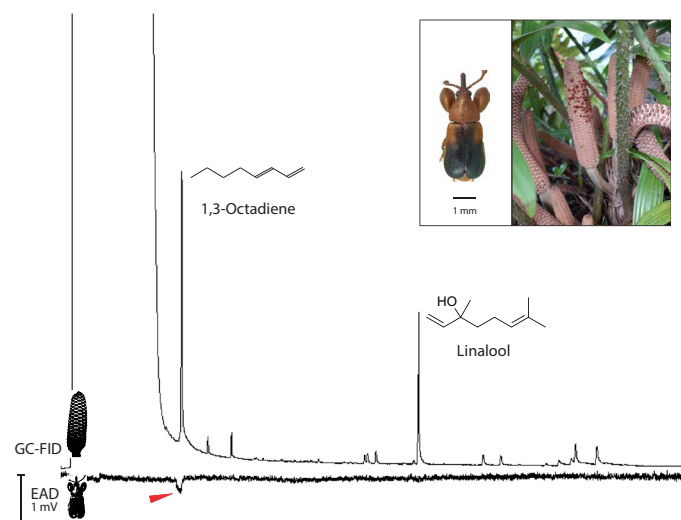 1,3-Octadiene
1 mm
HO
Linalool
GC-FID
EAD
1 mV